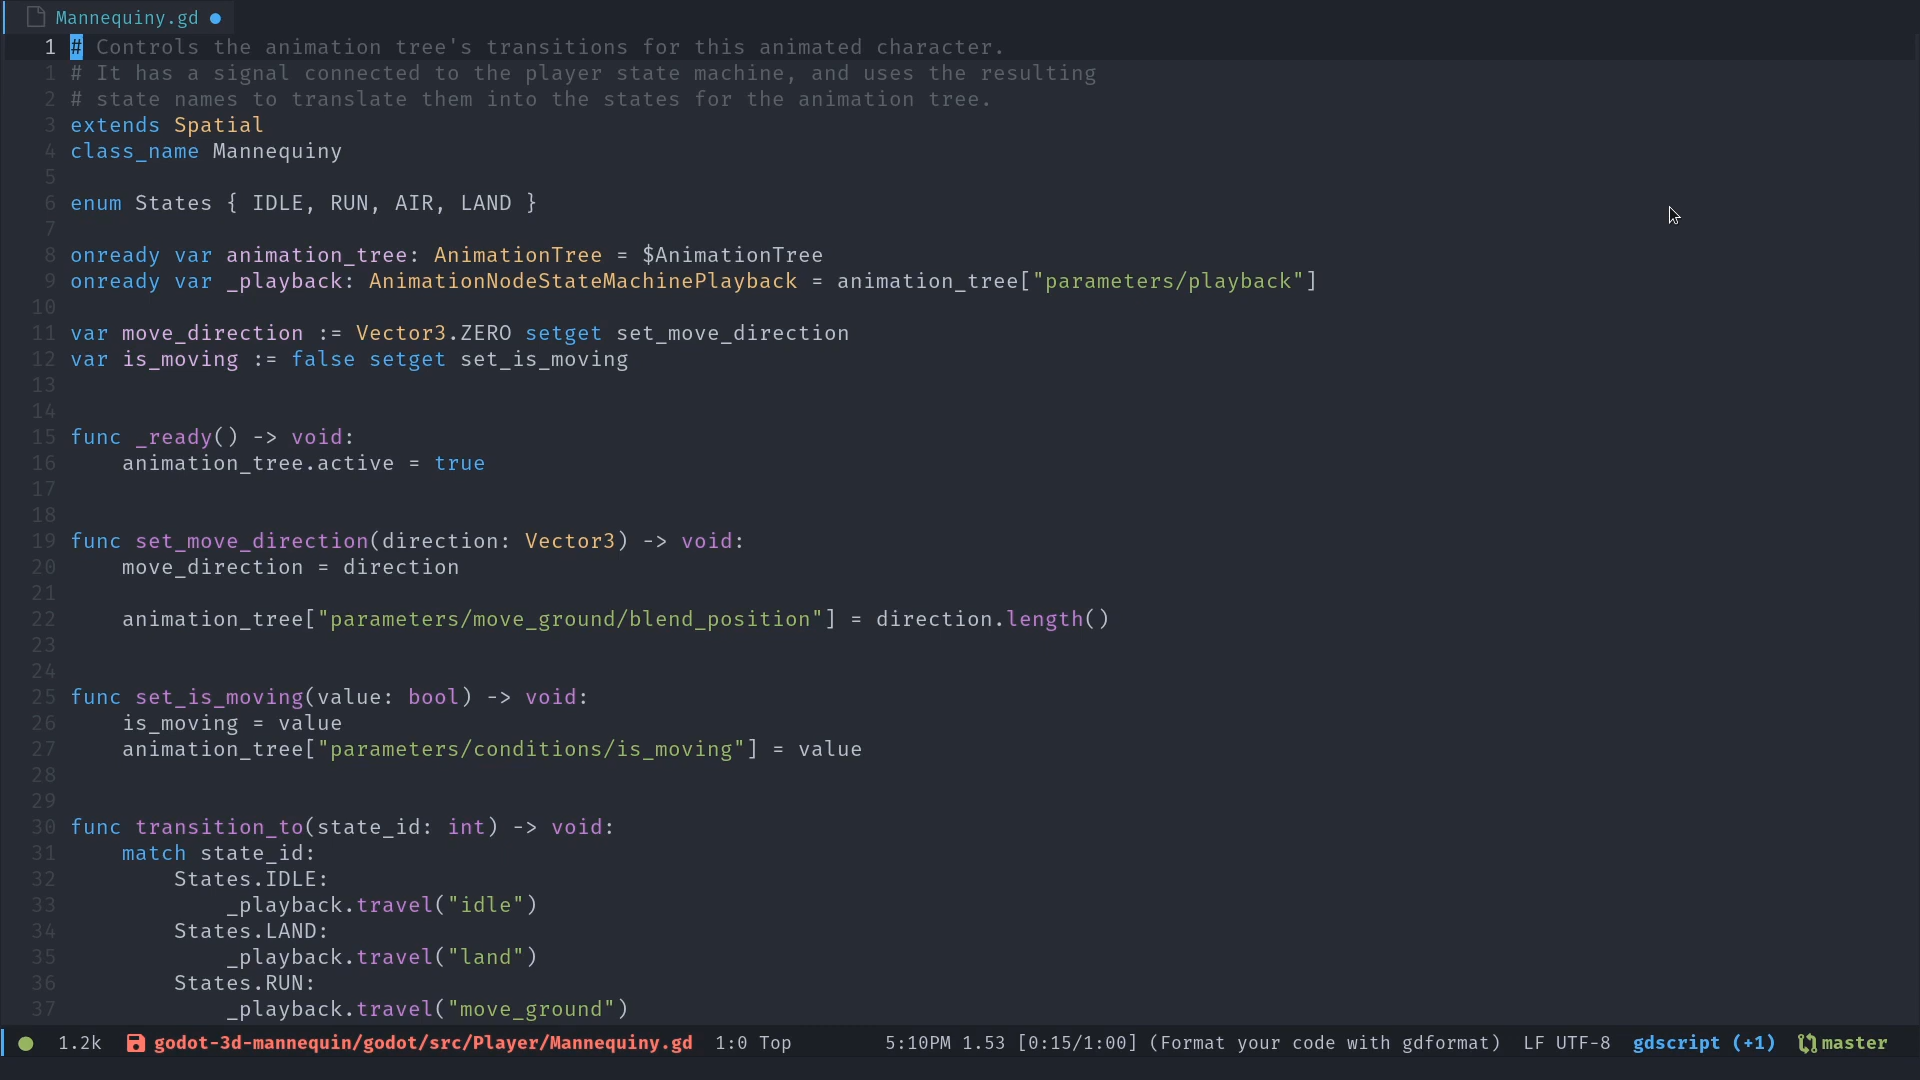 Mannequiny.gd
1 # Controls the animation tree's transitions for this animated character.
1 # It has a signal connected to the player state machine, and uses the resulting
2 # state names to translate them into the states for the animation tree.
3 extends Spatial
4 class_name Mannequiny
5
6 enum States { IDLE, RUN, AIR, LAND }
7
8 onready var animation_tree: AnimationTree = $AnimationTree
9 onready var _playback: AnimationNodeStateMachinePlayback = animation_tree["parameters/playback"]
10
11 var move_direction := Vector3.ZERO setget set_move_direction
12 var is_moving := false setget set_is_moving
13
14
15 func _ready() -> void:
16     animation_tree.active = true
17
18
19 func set_move_direction(direction: Vector3) -> void:
20     move_direction = direction
21
22     animation_tree["parameters/move_ground/blend_position"] = direction.length()
23
24
25 func set_is_moving(value: bool) -> void:
26     is_moving = value
27     animation_tree["parameters/conditions/is_moving"] = value
28
29
30 func transition_to(state_id: int) -> void:
31     match state_id:
32         States.IDLE:
33             _playback.travel("idle")
34         States.LAND:
35             _playback.travel("land")
36         States.RUN:
37             _playback.travel("move_ground")
1.2k godot-3d-mannequin/godot/src/Player/Mannequiny.gd 1:0 Top 5:10PM 1.53 [0:15/1:00] (Format your code with gdformat) LF UTF-8 gdscript (+1) master